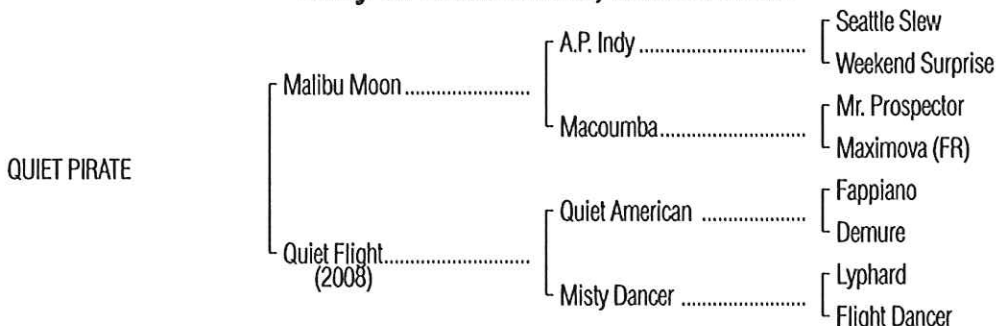 Seattle Slew
A.P. Indy
Weekend Surprise
Malibu Moon
Mr. Prospector
Macoumba
Maximova (FR)
QUIET PIRATE
Fappiano
Quiet American
Demure
Quiet Flight
(2008)
Lyphard
Misty Dancer
Flight Dancer